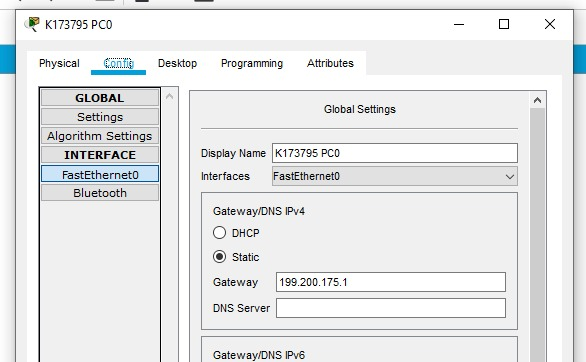 K173795 PC0
Physical Config Desktop Programming Attributes
GLOBAL
Settings
Algorithm Settings
INTERFACE
FastEthernet0
Bluetooth
Global Settings
Display Name K173795 PC0
Interfaces FastEthernet0
Gateway/DNS IPv4
DHCP
Static
Gateway 199.200.175.1
DNS Server
Gateway/DNS IPv6